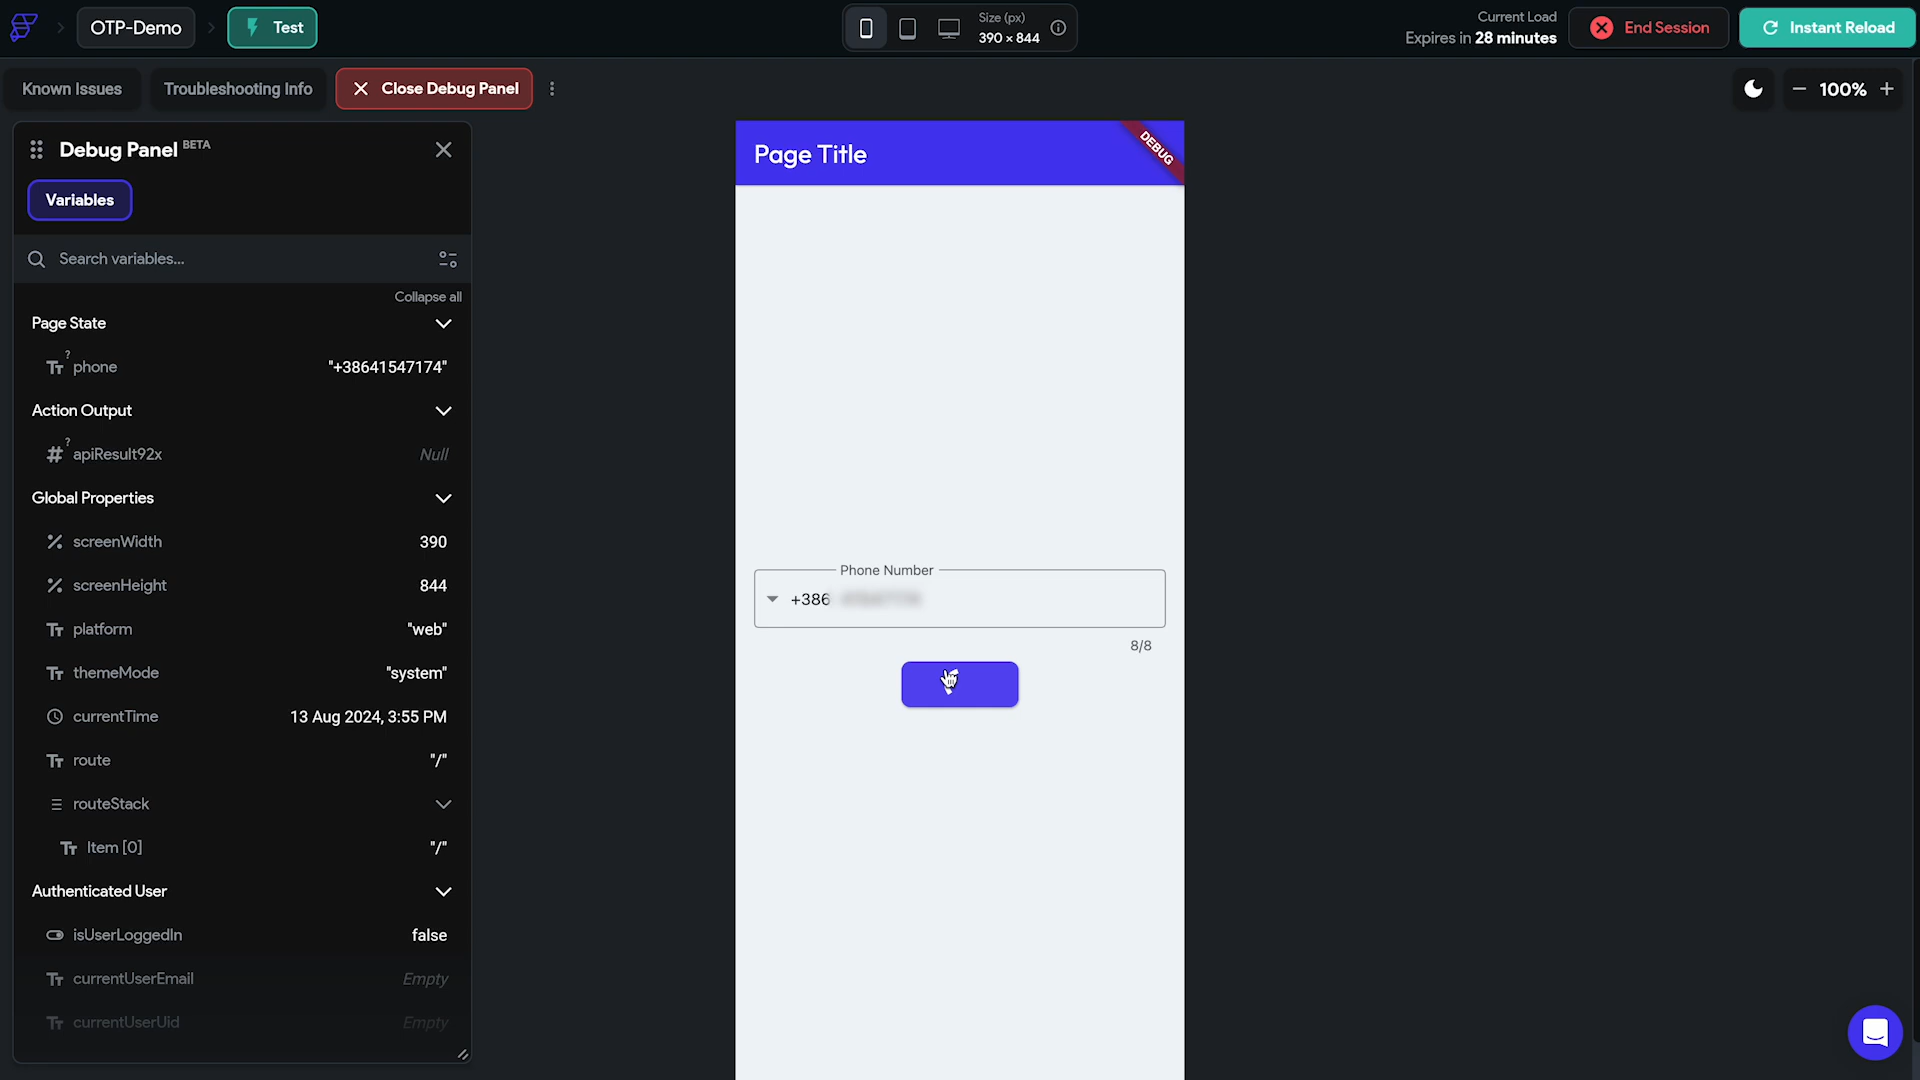 OTP-Demo
Test
Size (px)
390 × 844
Current Load
Expires in 28 minutes
End Session
Instant Reload
Known Issues
Troubleshooting Info
Close Debug Panel
100%
Debug Panel BETA
Variables
Search variables...
Collapse all
Page State
phone
"+38641547174"
Action Output
apiResult92x
Null
Global Properties
screenWidth
390
screenHeight
844
platform
"web"
themeMode
"system"
currentTime
13 Aug 2024, 3:55 PM
route
"/"
routeStack
Item [0]
"/"
Authenticated User
isUserLoggedIn
false
currentUserEmail
Empty
currentUserUid
Empty
Page Title
DEBUG
Phone Number
+386
8/8